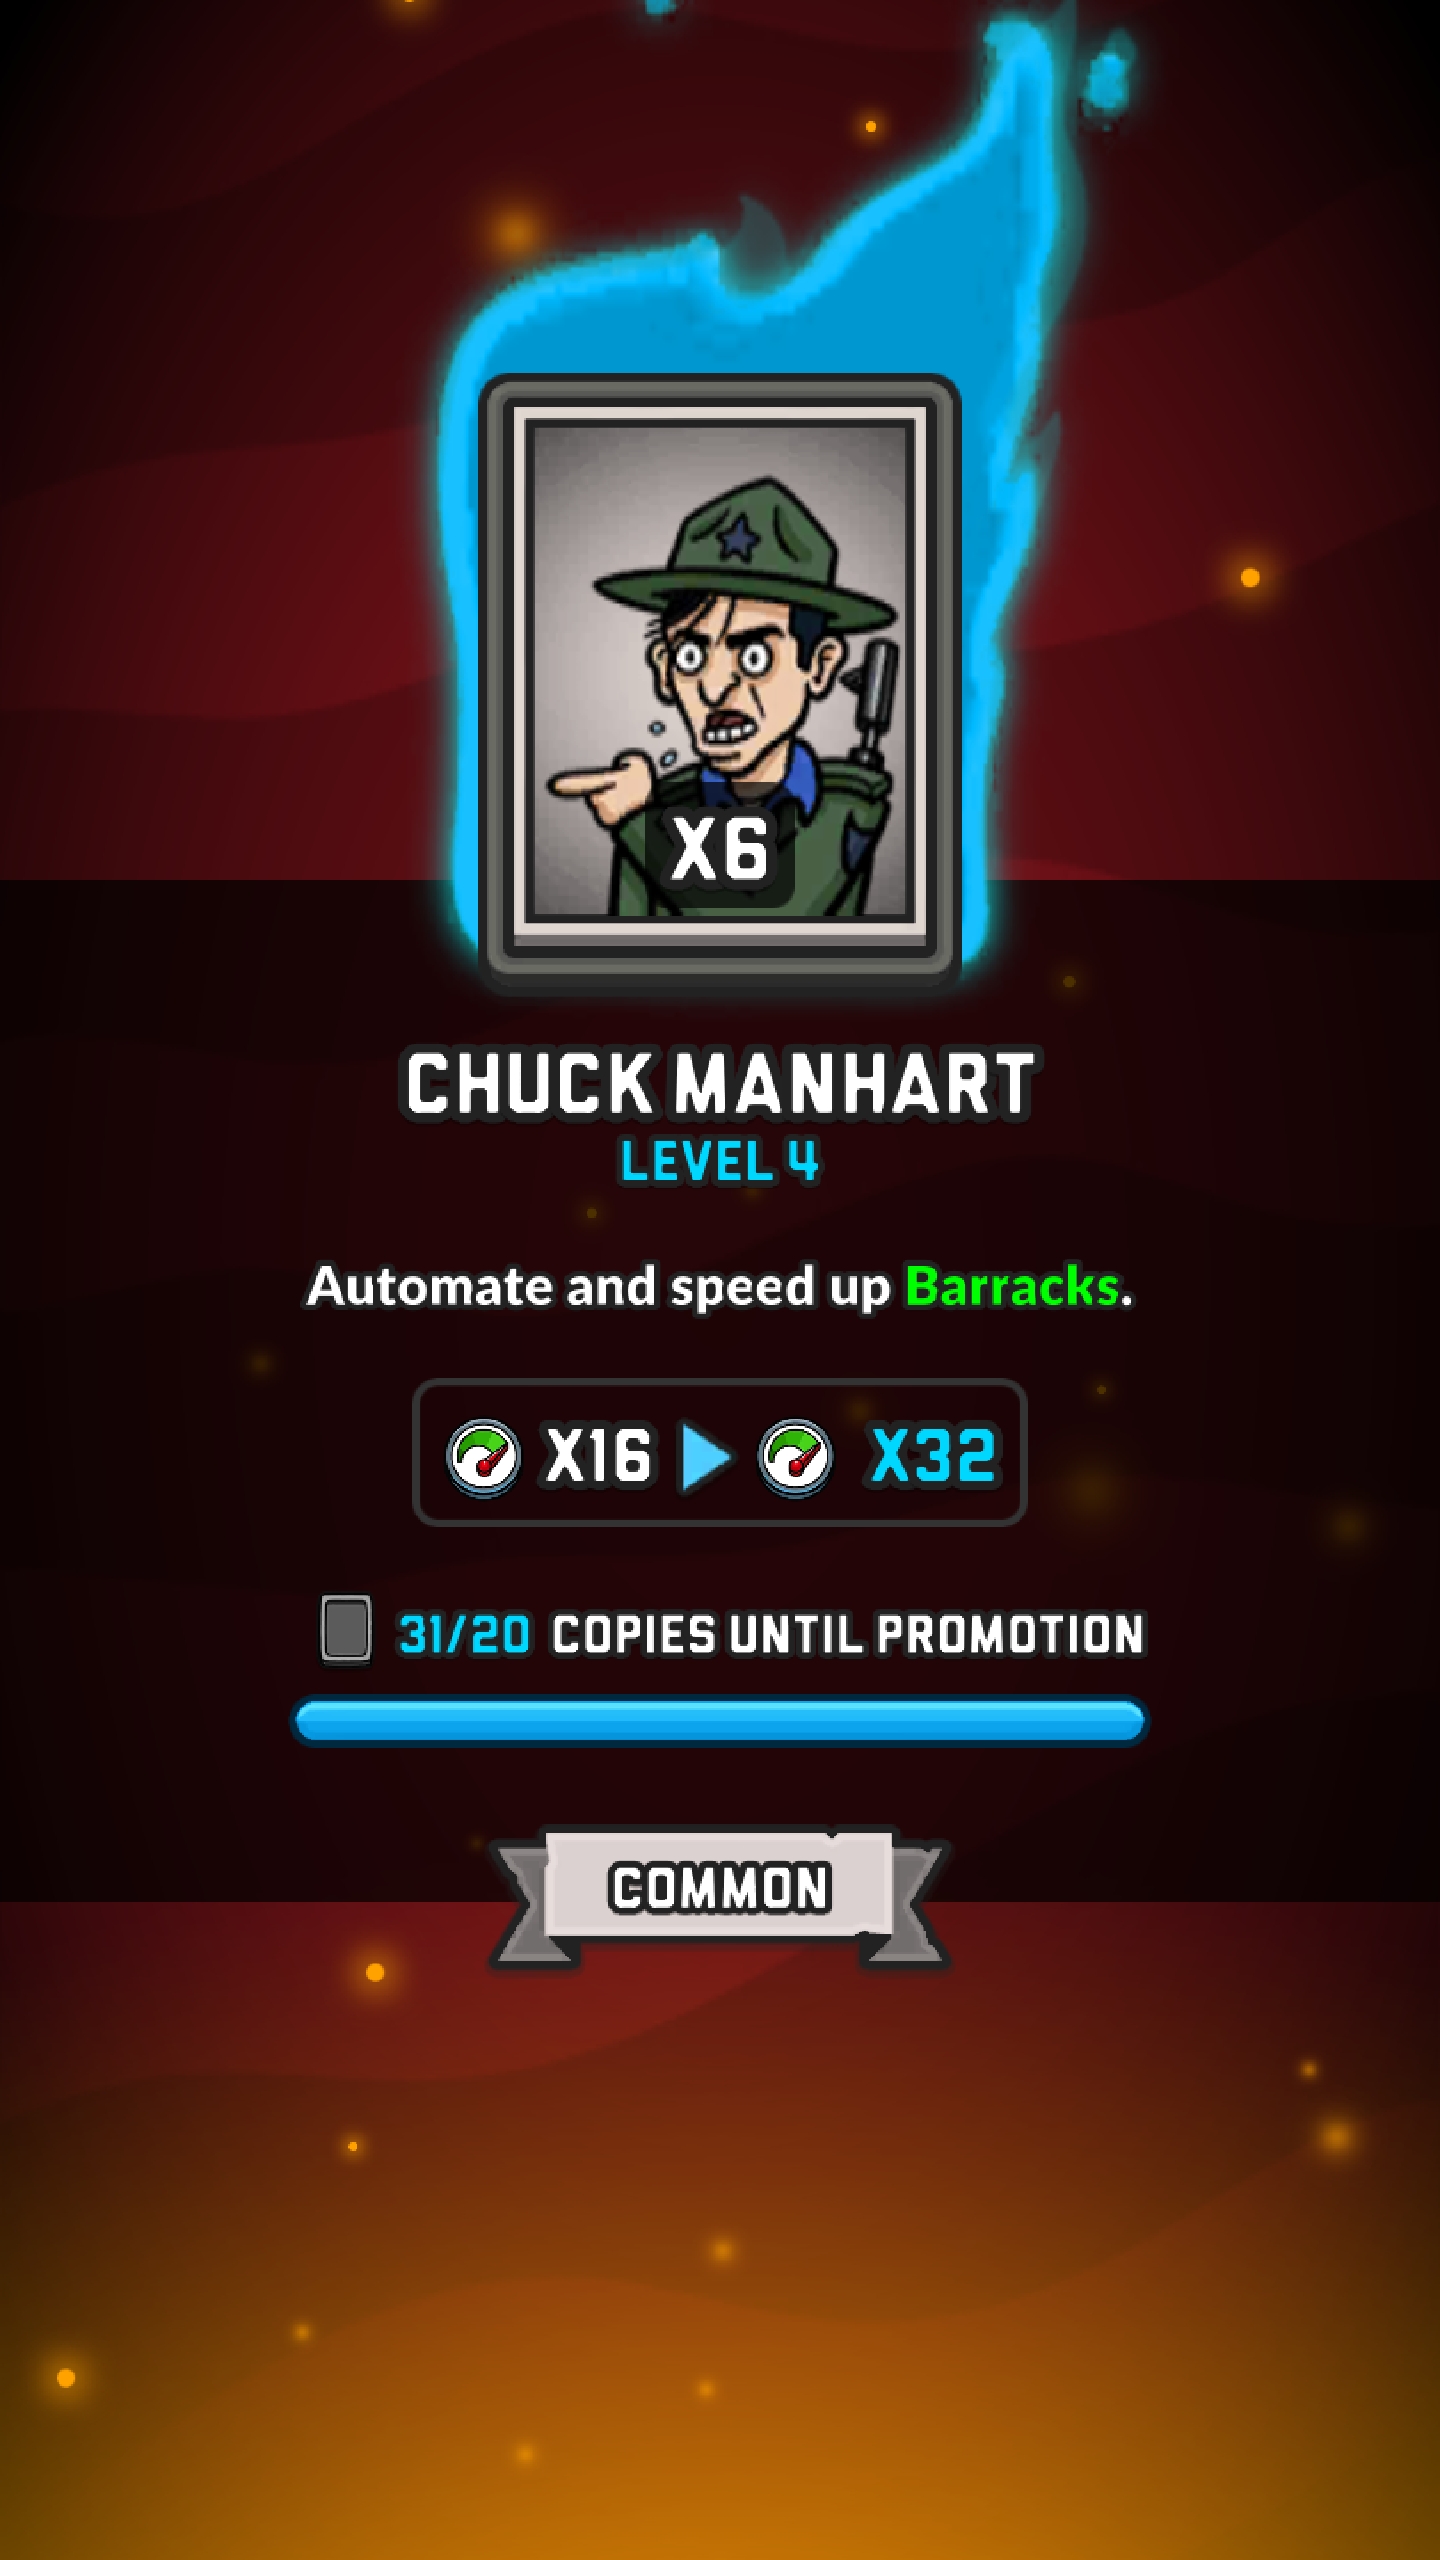 X6
CHUCK MANHART
LEVEL 4
Automate and speed up Barracks.
X16 X32
31/20 COPIES UNTIL PROMOTION
COMMON